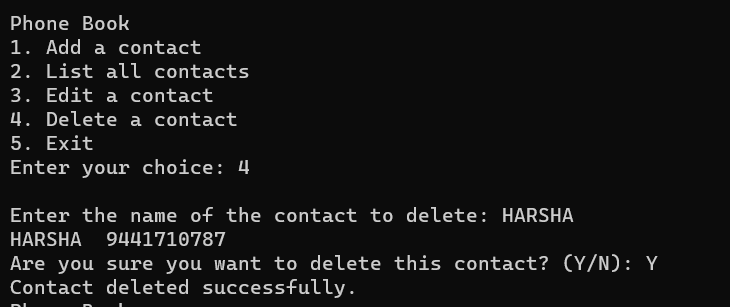 Phone Book
1. Add a contact
2. List all contacts
3. Edit a contact
4. Delete a contact
5. Exit
Enter your choice: 4
Enter the name of the contact to delete: HARSHA
HARSHA  9441710787
Are you sure you want to delete this contact? (Y/N): Y
Contact deleted successfully.